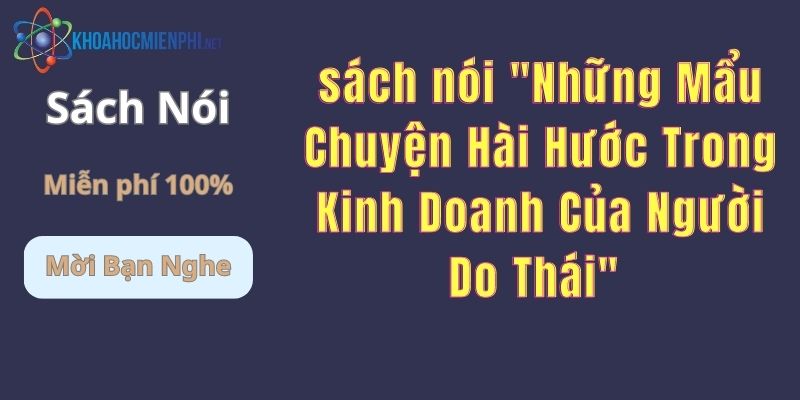 KHOAHOCMIENPHI.NET
Sách Nói
Miễn phí 100%
Mời Bạn Nghe
sách nói "Những Mẩu
Chuyện Hài Hước Trong
Kinh Doanh Của Người
Do Thái"